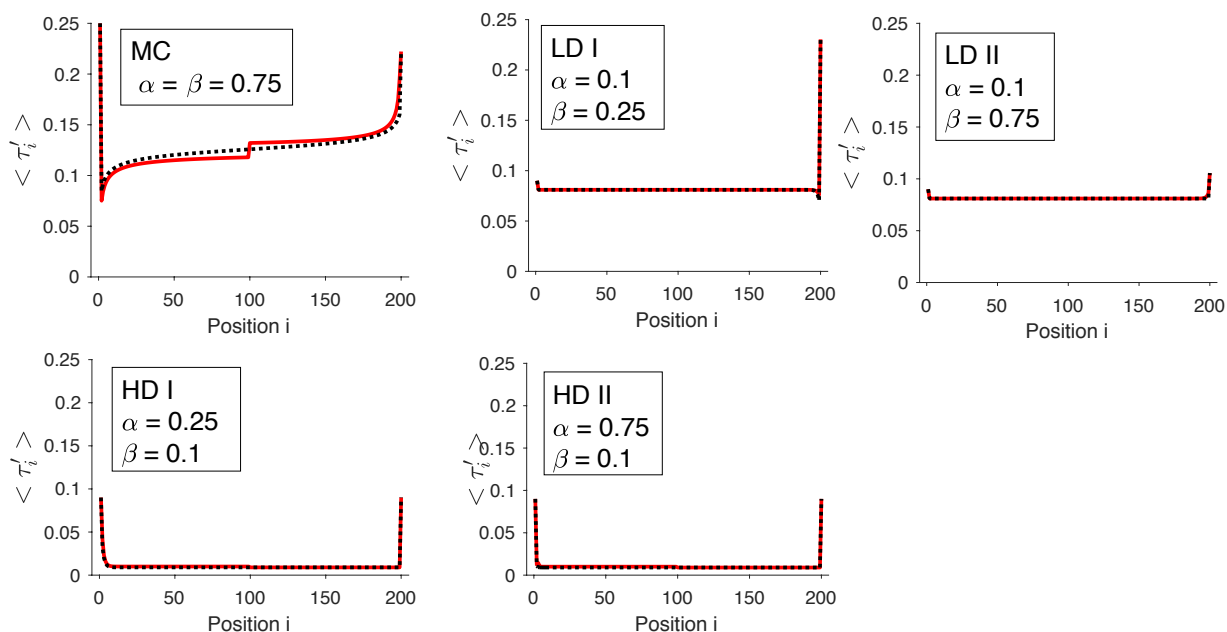 0.25
0.2
0.15
0.1
0.05
0
< τ′i >
MC
α = β = 0.75
0 50 100 150 200
Position i
0.25
0.2
0.15
0.1
0.05
0
< τ′i >
LD I
α = 0.1
β = 0.25
0 50 100 150 200
Position i
0.25
0.2
0.15
0.1
0.05
0
< τ′i >
LD II
α = 0.1
β = 0.75
0 50 100 150 200
Position i
0.25
0.2
0.15
0.1
0.05
0
< τ′i >
HD I
α = 0.25
β = 0.1
0 50 100 150 200
Position i
0.25
0.2
0.15
0.1
0.05
0
< τ′i >
HD II
α = 0.75
β = 0.1
0 50 100 150 200
Position i